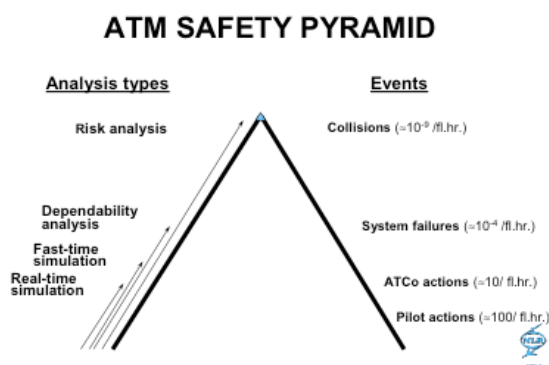 ATM SAFETY PYRAMID
Analysis types
Events
Risk analysis
Collisions (≈10⁻⁹ /fl.hr.)
Dependability
analysis
System failures (≈10⁻⁴ /fl.hr.)
Fast-time
simulation
Real-time
simulation
ATCo actions (≈10/ fl.hr.)
Pilot actions (≈100/ fl.hr.)
NLR